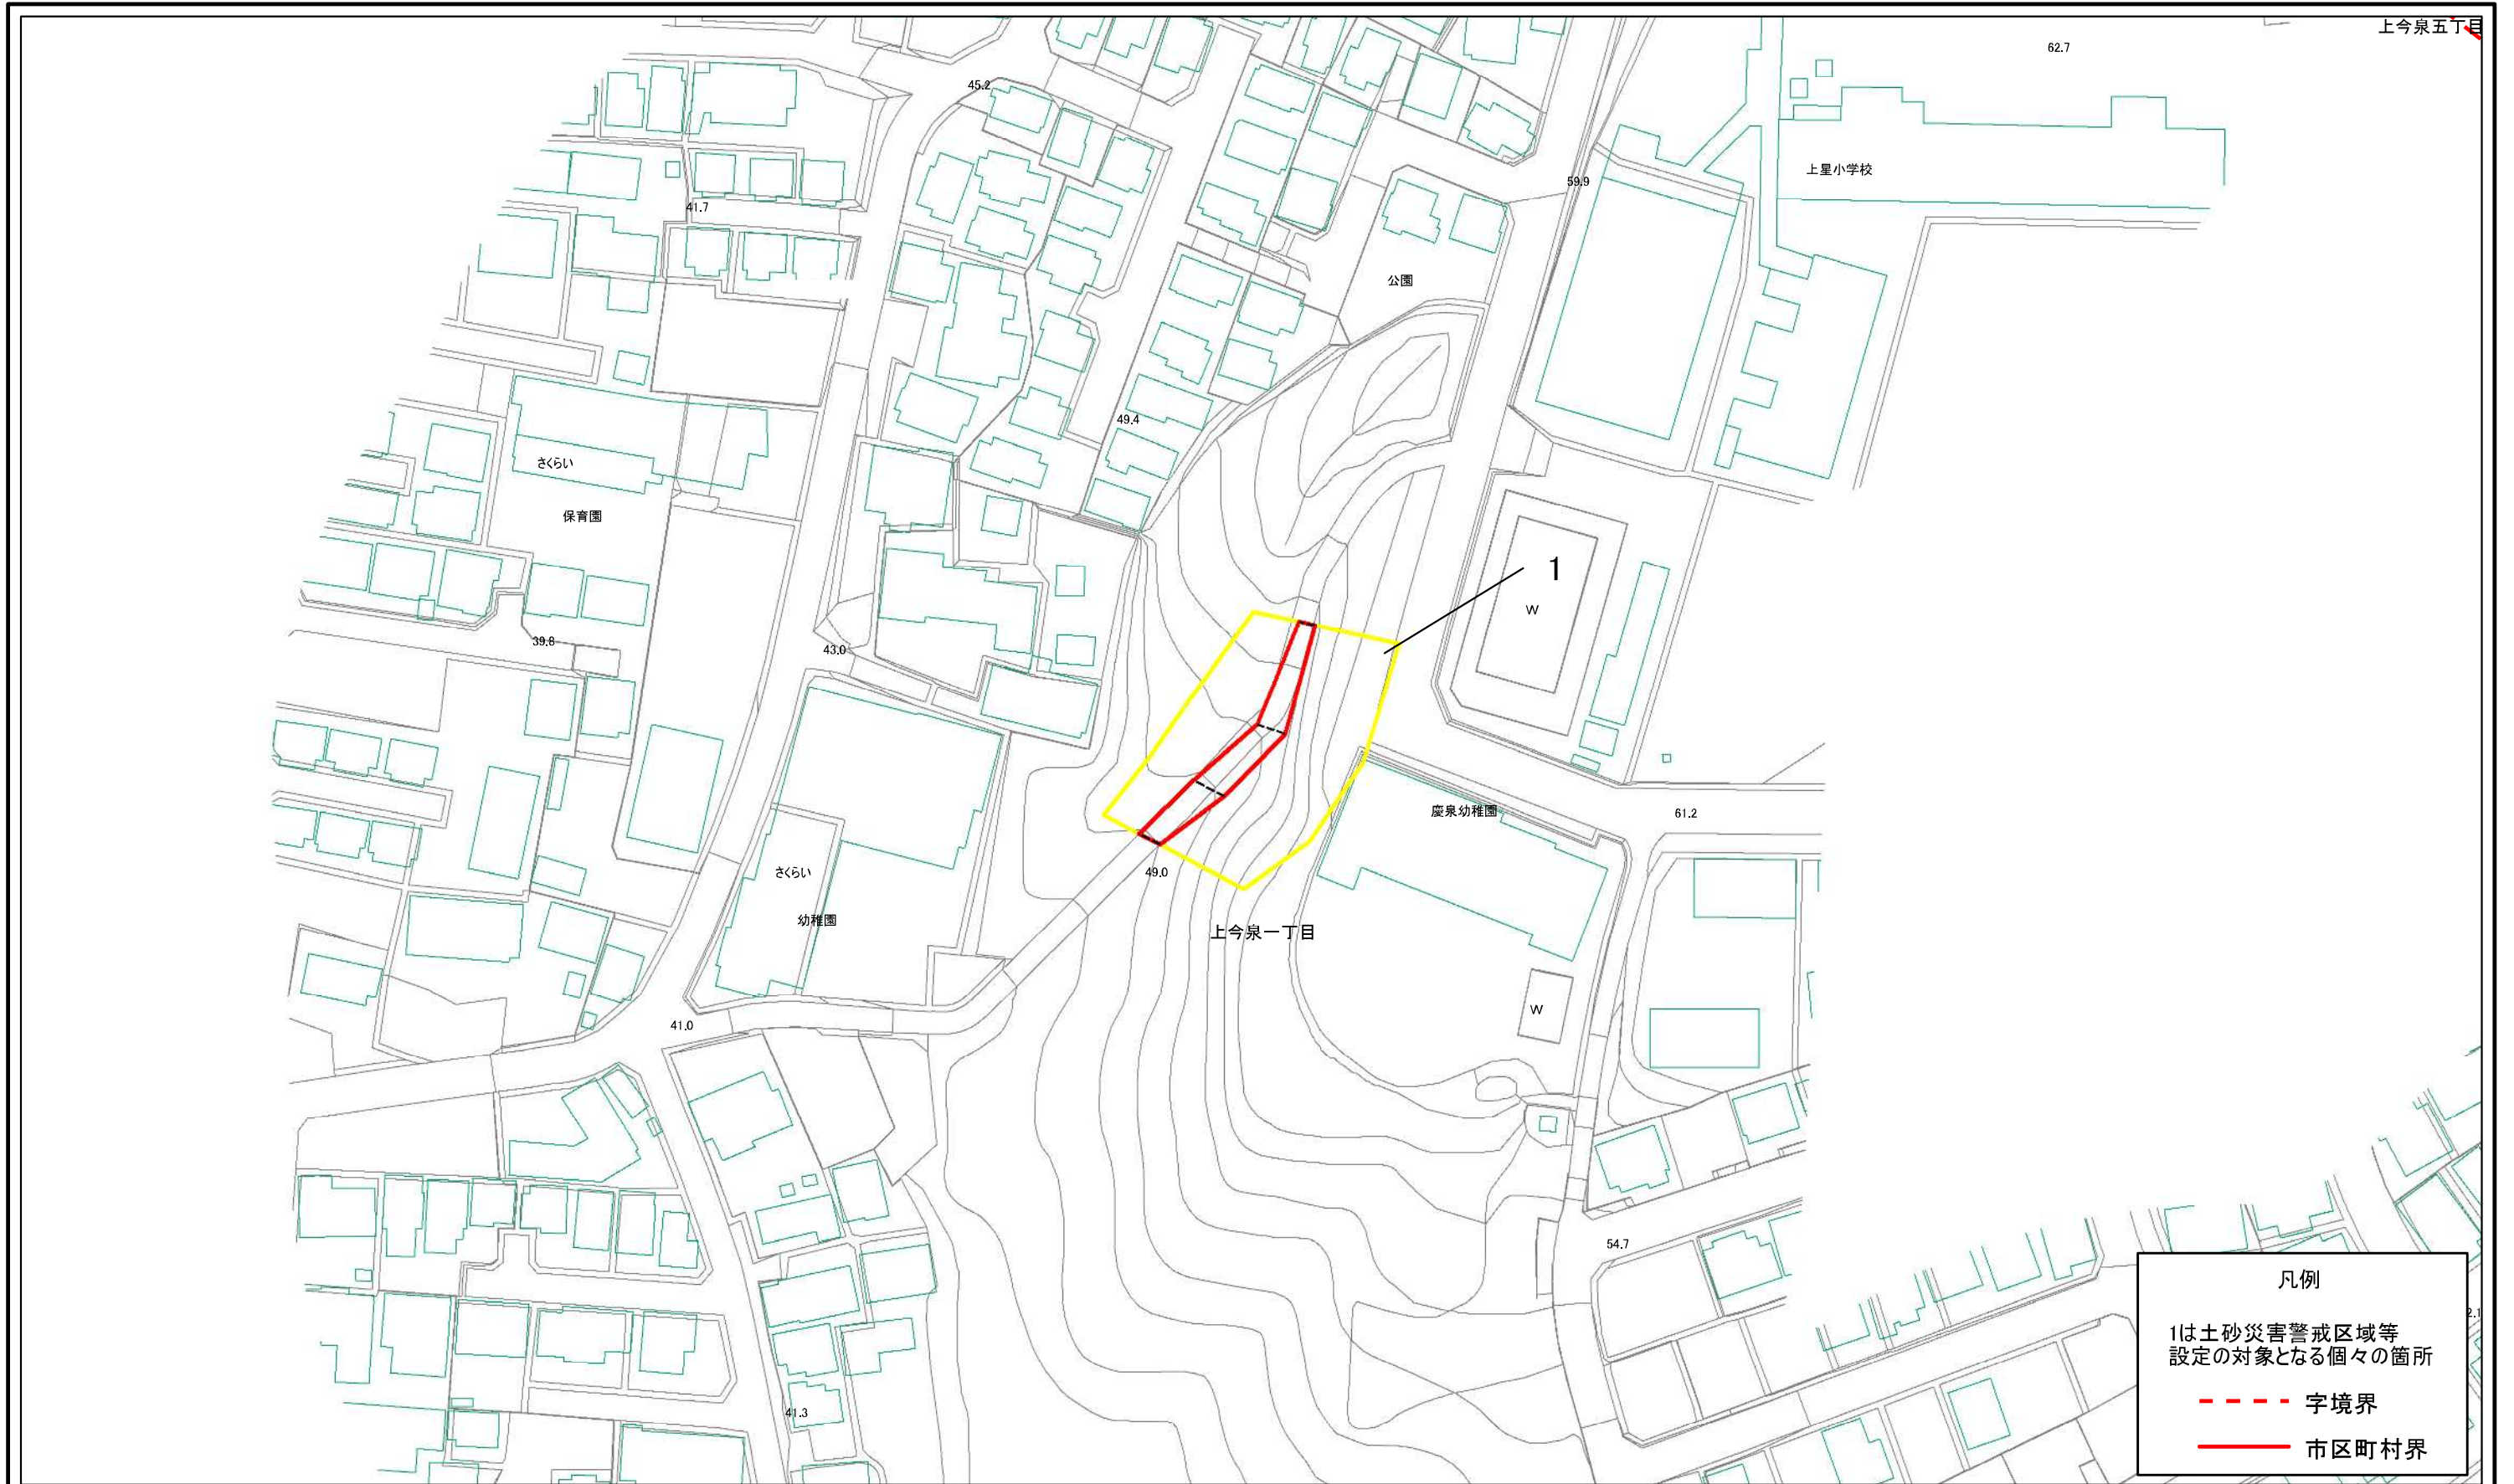 上今泉五丁目
62.7
45.2
上星小学校
59.9
41.7
公園
49.4
さくらい
保育園
1
W
39.8
43.0
慶泉幼稚園
61.2
さくらい
49.0
幼稚園
上今泉一丁目
W
41.0
54.7
凡例
2.1
1は土砂災害警戒区域等
設定の対象となる個々の箇所
字境界
市区町村界
41.3